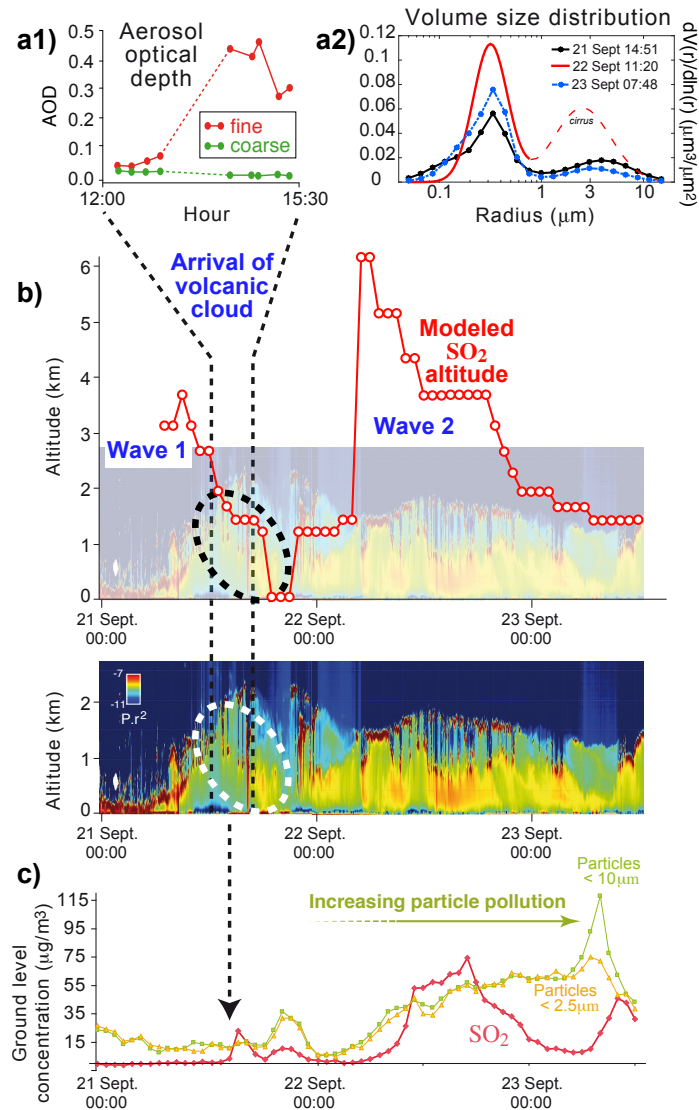 a1)
Aerosol
optical
depth
AOD
0.5
0.4
0.3
0.2
0.1
0
fine
coarse
12:00
15:30
Hour
a2)
Volume size distribution
0.12
0.1
0.08
0.06
0.04
0.02
0
21 Sept 14:51
22 Sept 11:20
23 Sept 07:48
cirrus
0.1
1
3
10
Radius (μm)
dV(r)/dln(r) (μm³/μm²)
Arrival of
volcanic
cloud
b)
Altitude (km)
6
5
4
3
2
1
0
Wave 1
Modeled
SO₂
altitude
Wave 2
21 Sept.
00:00
22 Sept.
00:00
23 Sept.
00:00
Altitude (km)
2
1
0
-7
-11
P.r²
21 Sept.
00:00
22 Sept.
00:00
23 Sept.
00:00
c)
Ground level
concentration (μg/m³)
115
95
75
55
35
15
Increasing particle pollution
Particles
< 10μm
Particles
< 2.5μm
SO₂
21 Sept.
00:00
22 Sept.
00:00
23 Sept.
00:00